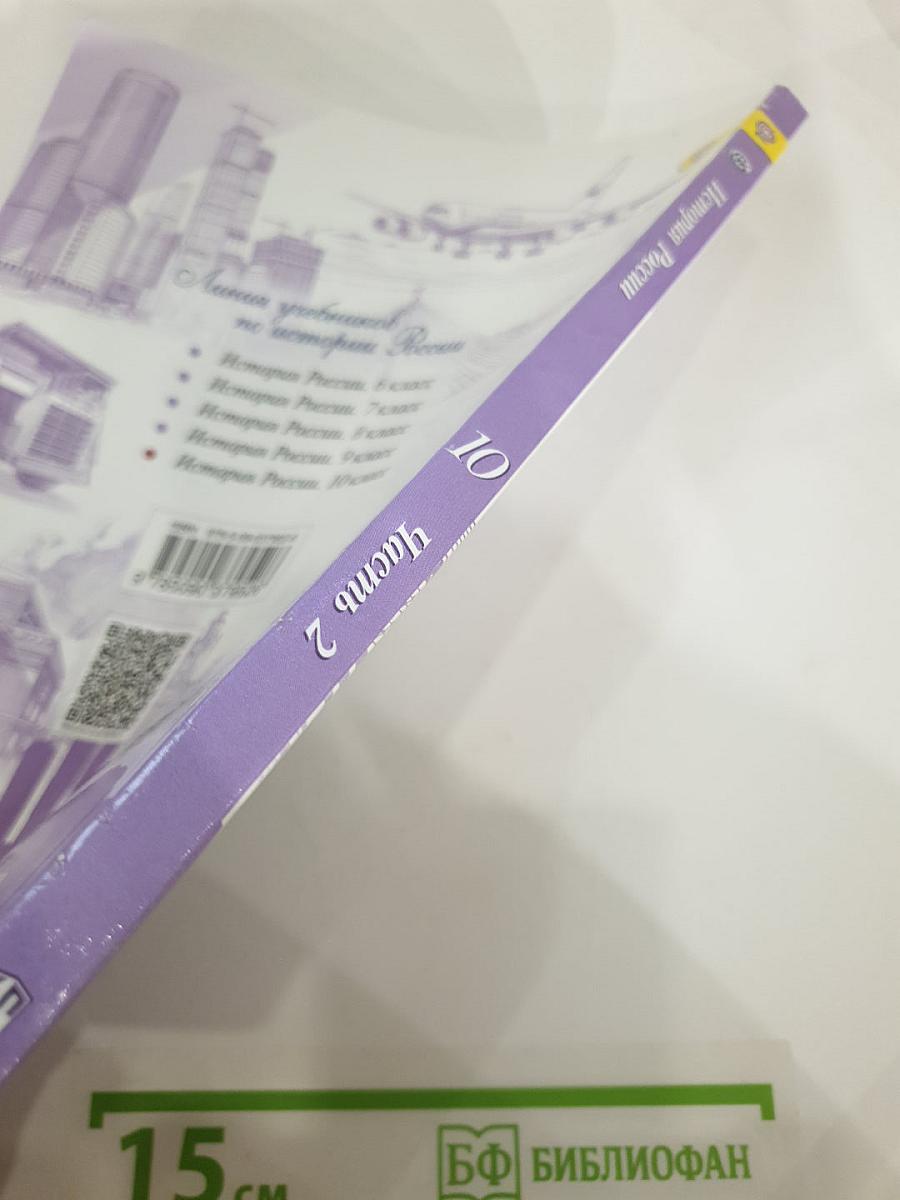 История России
10
Часть 2
Линия учебников
по истории России
История России. 6 класс
История России. 7 класс
История России. 8 класс
История России. 9 класс
История России. 10 класс
15 см
БФ
БИБЛИОФАН